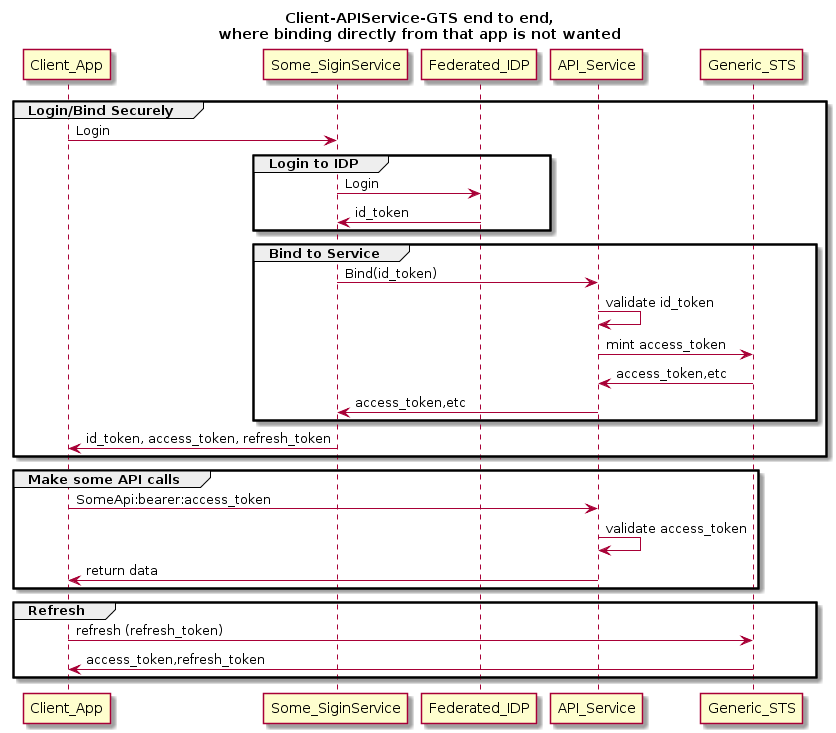 Client-APIService-GTS end to end,
where binding directly from that app is not wanted
Client_App
Some_SiginService
Federated_IDP
API_Service
Generic_STS
Login/Bind Securely
Login
Login to IDP
Login
id_token
Bind to Service
Bind(id_token)
validate id_token
mint access_token
access_token,etc
access_token,etc
id_token, access_token, refresh_token
Make some API calls
SomeApi:bearer:access_token
validate access_token
return data
Refresh
refresh (refresh_token)
access_token,refresh_token
Client_App
Some_SiginService
Federated_IDP
API_Service
Generic_STS